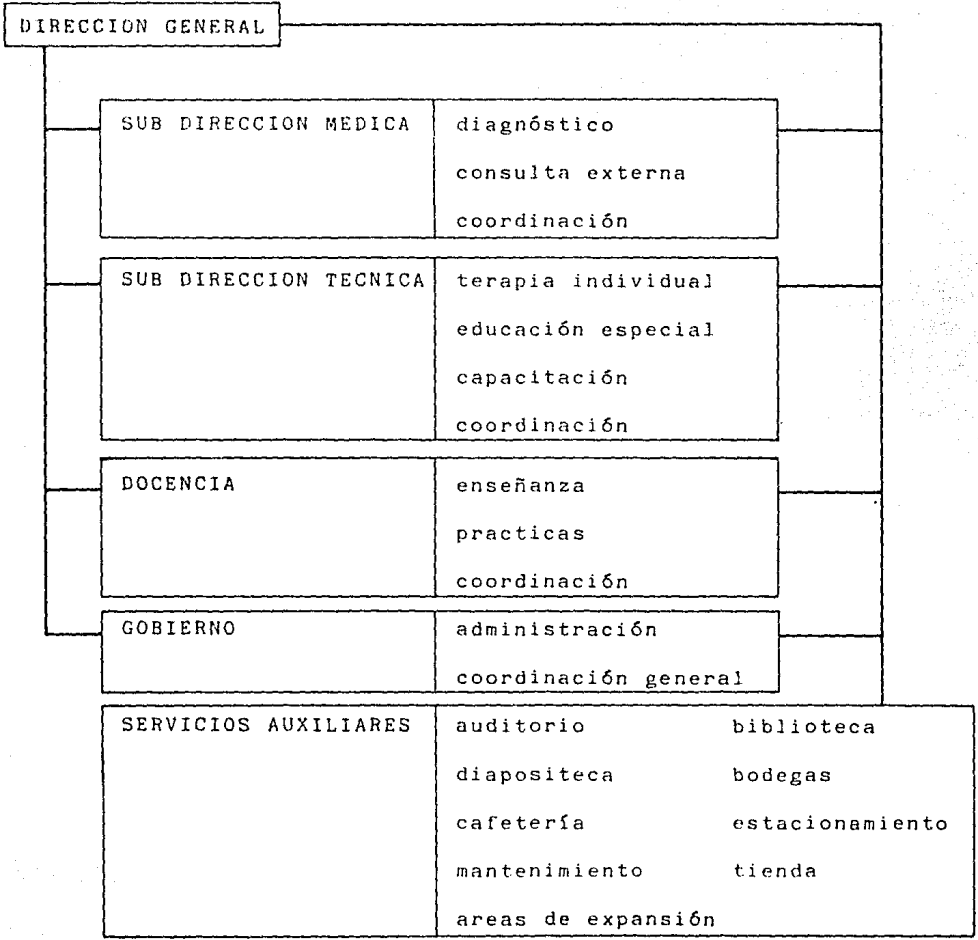 DIRECCION GENERAL
SUB DIRECCION MEDICA
diagnóstico
consulta externa
coordinación
SUB DIRECCION TECNICA
terapia individual
educación especial
capacitación
coordinación
DOCENCIA
enseñanza
practicas
coordinación
GOBIERNO
administración
coordinación general
SERVICIOS AUXILIARES
auditorio biblioteca
diapositeca bodegas
cafetería estacionamiento
mantenimiento tienda
areas de expansión